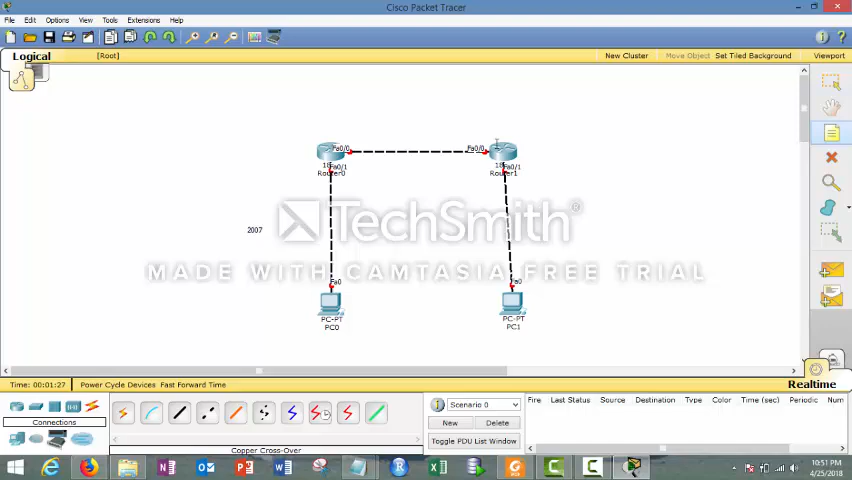 Cisco Packet Tracer
File Edit Options View Tools Extensions Help
Logical
[Root]
New Cluster
Move Object
Set Tiled Background
Viewport
Fa0/0
Fa0/0
18
Fa0/1
Router0
18
Fa0/1
Router1
2007
TechSmith®
MADE WITH CAMTASIA FREE TRIAL
Fa0
Fa0
PC-PT
PC0
PC-PT
PC1
Time: 00:01:27
Power Cycle Devices Fast Forward Time
Realtime
Scenario 0
Fire Last Status Source Destination Type Color Time (sec) Periodic Num
Connections
New
Delete
Toggle PDU List Window
Copper Cross-Over
10:51 PM
4/25/2018